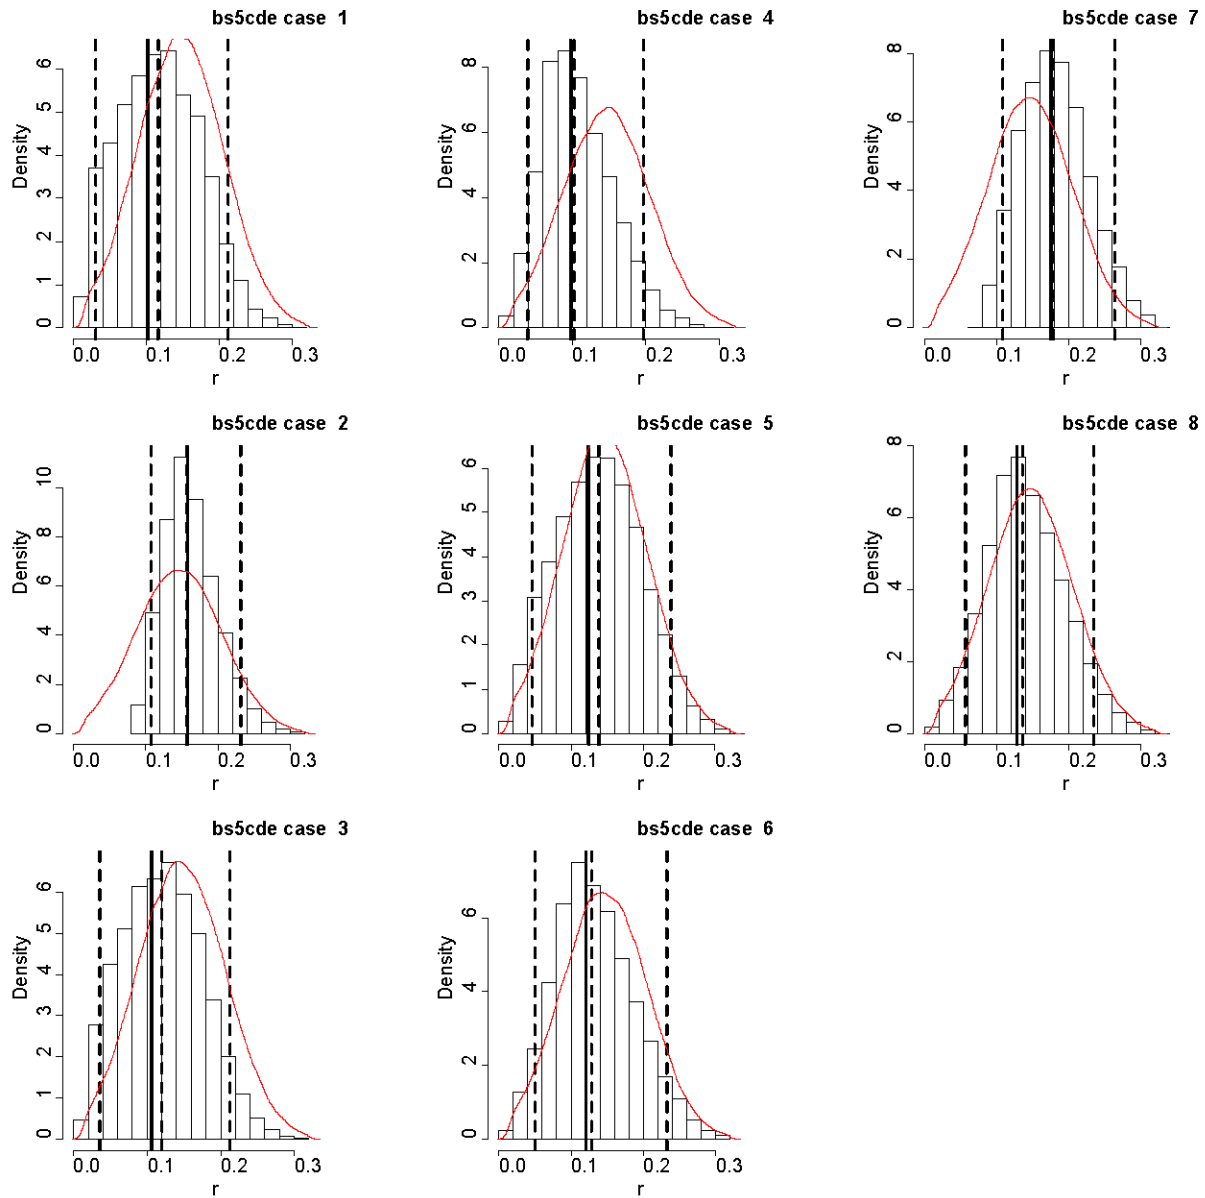 bs5cde case 1
Density
0 1 2 3 4 5 6
0.0 0.1 0.2 0.3
r
bs5cde case 4
Density
0 2 4 6 8
0.0 0.1 0.2 0.3
r
bs5cde case 7
Density
0 2 4 6 8
0.0 0.1 0.2 0.3
r
bs5cde case 2
Density
0 2 4 6 8 10
0.0 0.1 0.2 0.3
r
bs5cde case 5
Density
0 1 2 3 4 5 6
0.0 0.1 0.2 0.3
r
bs5cde case 8
Density
0 2 4 6 8
0.0 0.1 0.2 0.3
r
bs5cde case 3
Density
0 1 2 3 4 5 6
0.0 0.1 0.2 0.3
r
bs5cde case 6
Density
0 2 4 6
0.0 0.1 0.2 0.3
r